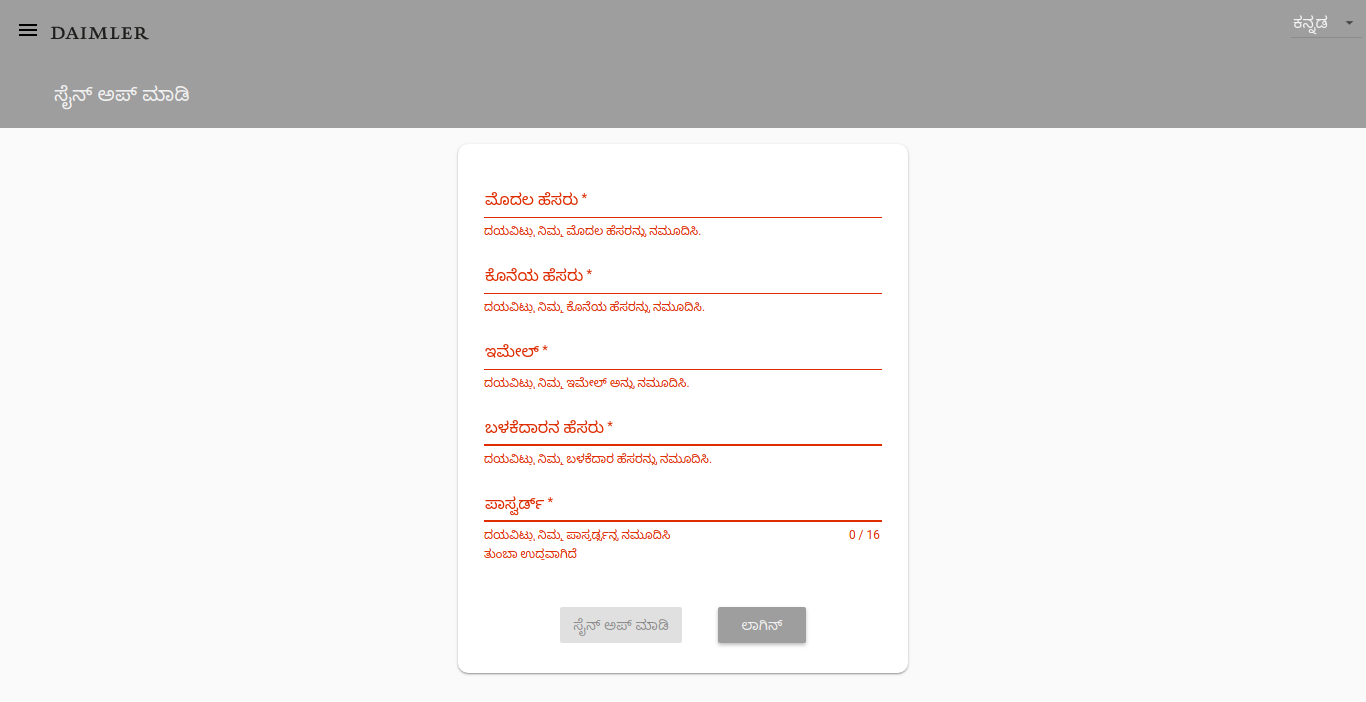 DAIMLER
ಕನ್ನಡ
ಸೈನ್ ಅಪ್ ಮಾಡಿ
ಮೊದಲ ಹೆಸರು *
ದಯವಿಟ್ಟು ನಿಮ್ಮ ಮೊದಲ ಹೆಸರನ್ನು ನಮೂದಿಸಿ.
ಕೊನೆಯ ಹೆಸರು *
ದಯವಿಟ್ಟು ನಿಮ್ಮ ಕೊನೆಯ ಹೆಸರನ್ನು ನಮೂದಿಸಿ.
ಇಮೇಲ್ *
ದಯವಿಟ್ಟು ನಿಮ್ಮ ಇಮೇಲ್ ಅನ್ನು ನಮೂದಿಸಿ.
ಬಳಕೆದಾರನ ಹೆಸರು *
ದಯವಿಟ್ಟು ನಿಮ್ಮ ಬಳಕೆದಾರ ಹೆಸರನ್ನು ನಮೂದಿಸಿ.
ಪಾಸ್ವರ್ಡ್ *
ದಯವಿಟ್ಟು ನಿಮ್ಮ ಪಾಸ್ವರ್ಡ್ಅನ್ನ ನಮೂದಿಸಿ 0 / 16
ತುಂಬಾ ಉದ್ದವಾಗಿದೆ
ಸೈನ್ ಅಪ್ ಮಾಡಿ ಲಾಗಿನ್